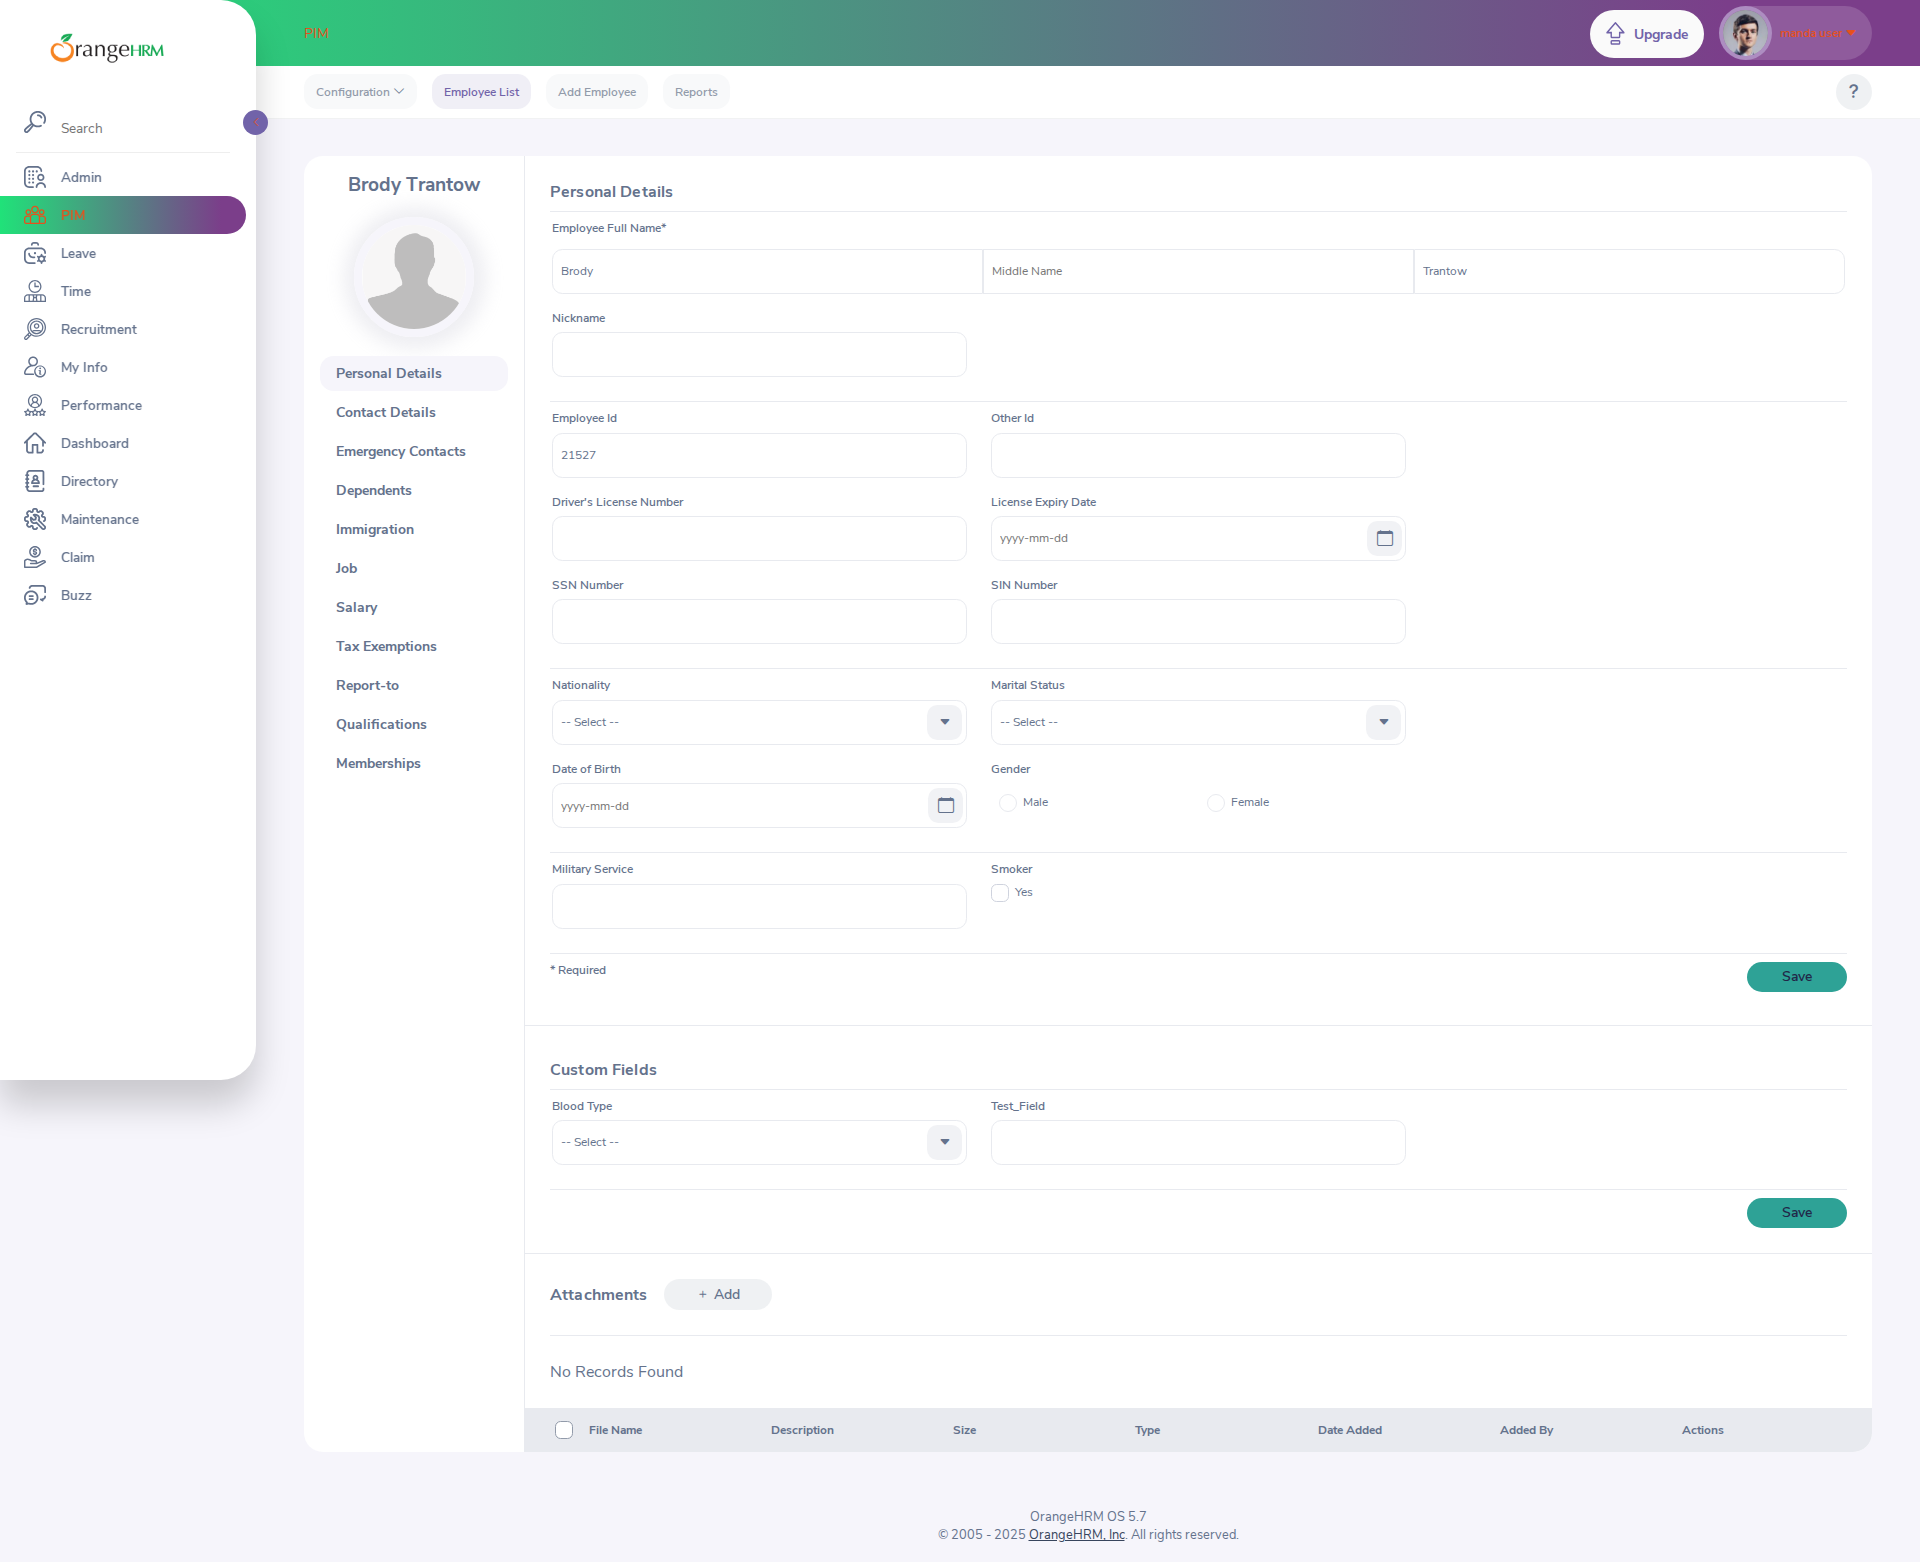 OrangeHRM
PIM
Upgrade
manda user
Search
Configuration
Employee List
Add Employee
Reports
?
Admin
PIM
Leave
Time
Recruitment
My Info
Performance
Dashboard
Directory
Maintenance
Claim
Buzz
Brody Trantow
Personal Details
Contact Details
Emergency Contacts
Dependents
Immigration
Job
Salary
Tax Exemptions
Report-to
Qualifications
Memberships
Personal Details
Employee Full Name*
Brody
Middle Name
Trantow
Nickname
Employee Id
Other Id
21527
Driver's License Number
License Expiry Date
yyyy-mm-dd
SSN Number
SIN Number
Nationality
Marital Status
-- Select --
-- Select --
Date of Birth
Gender
yyyy-mm-dd
Male
Female
Military Service
Smoker
Yes
* Required
Save
Custom Fields
Blood Type
Test_Field
-- Select --
Save
Attachments
+ Add
No Records Found
File Name
Description
Size
Type
Date Added
Added By
Actions
OrangeHRM OS 5.7
© 2005 - 2025 OrangeHRM, Inc. All rights reserved.